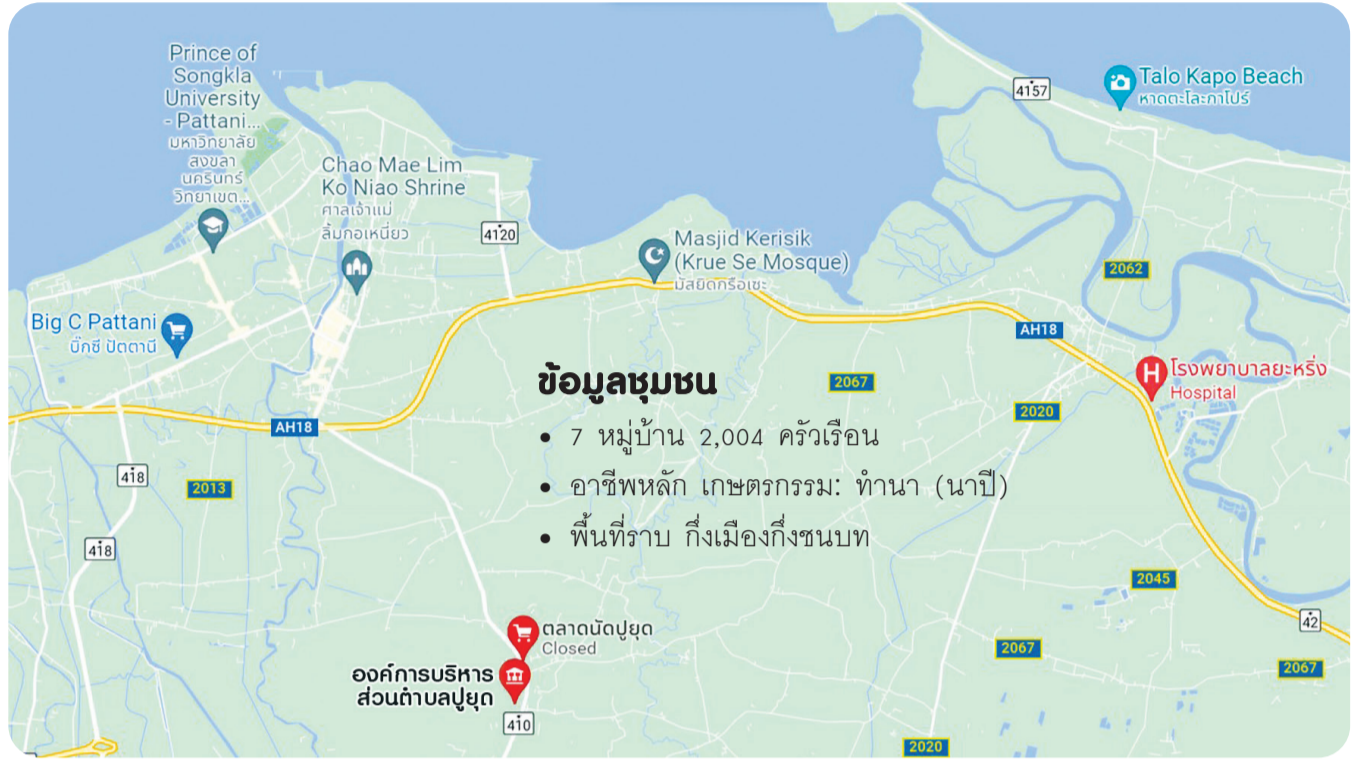 Prince of
Songkla
University
- Pattani...
มหาวิทยาลัย
สงขลา
นครินทร์
วิทยาเขต...
Chao Mae Lim
Ko Niao Shrine
ศาลเจ้าแม่
ลิ้มกอเหนี่ยว
4157
Talo Kapo Beach
หาดตะโละกาโปร์
4120
Masjid Kerisik
(Krue Se Mosque)
มัสยิดกรือเซะ
2062
Big C Pattani
บิ๊กซี ปัตตานี
AH18
โรงพยาบาลยะหริ่ง
Hospital
H
2067
2020
AH18
ข้อมูลชุมชน
• 7 หมู่บ้าน 2,004 ครัวเรือน
• อาชีพหลัก เกษตรกรรม: ทำนา (นาปี)
• พื้นที่ราบ กึ่งเมืองกึ่งชนบท
418
2013
418
2045
42
ตลาดนัดปูยุด
Closed
2067
2067
องค์การบริหาร
ส่วนตำบลปูยุด
410
2020